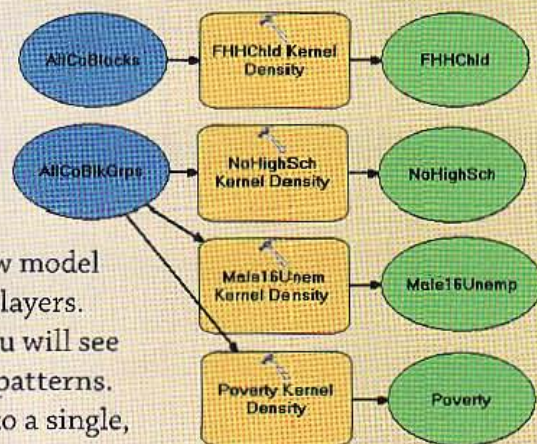 AllCoBlocks
FHHChld Kernel
Density
FHHChld
AllCoBlkGrps
NoHighSch
Kernel Density
NoHighSch
Male16Unem
Kernel Density
Male16Unemp
Poverty Kernel
Density
Poverty
w model
layers.
u will see
patterns.
to a single,